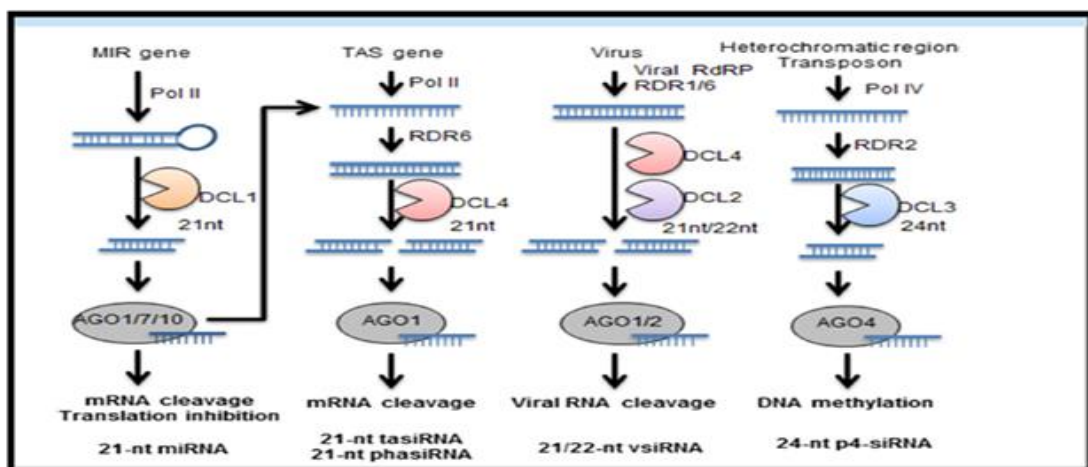 MIR gene
Pol II
DCL1
21nt
AGO1/7/10
mRNA cleavage
Translation inhibition
21-nt miRNA
TAS gene
Pol II
RDR6
DCL4
21nt
AGO1
mRNA cleavage
21-nt tasiRNA
21-nt phasiRNA
Virus
Viral RdRP
RDR1/6
DCL4
DCL2
21nt/22nt
AGO1/2
Viral RNA cleavage
21/22-nt vsiRNA
Heterochromatic region
Transposon
Pol IV
RDR2
DCL3
24nt
AGO4
DNA methylation
24-nt p4-siRNA